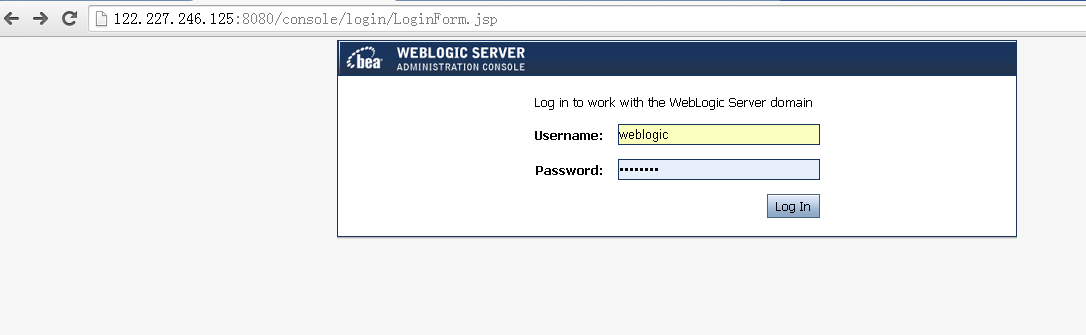 122.227.246.125:8080/console/login/LoginForm.jsp
bea WEBLOGIC SERVER
ADMINISTRATION CONSOLE
Log in to work with the WebLogic Server domain
Username: weblogic
Password: ••••••••
Log In